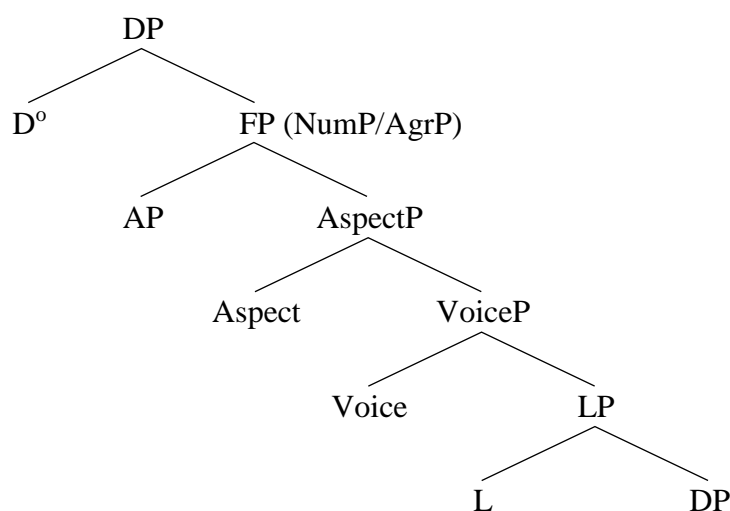 DP
Dº FP (NumP/AgrP)
AP AspectP
Aspect VoiceP
Voice LP
L DP